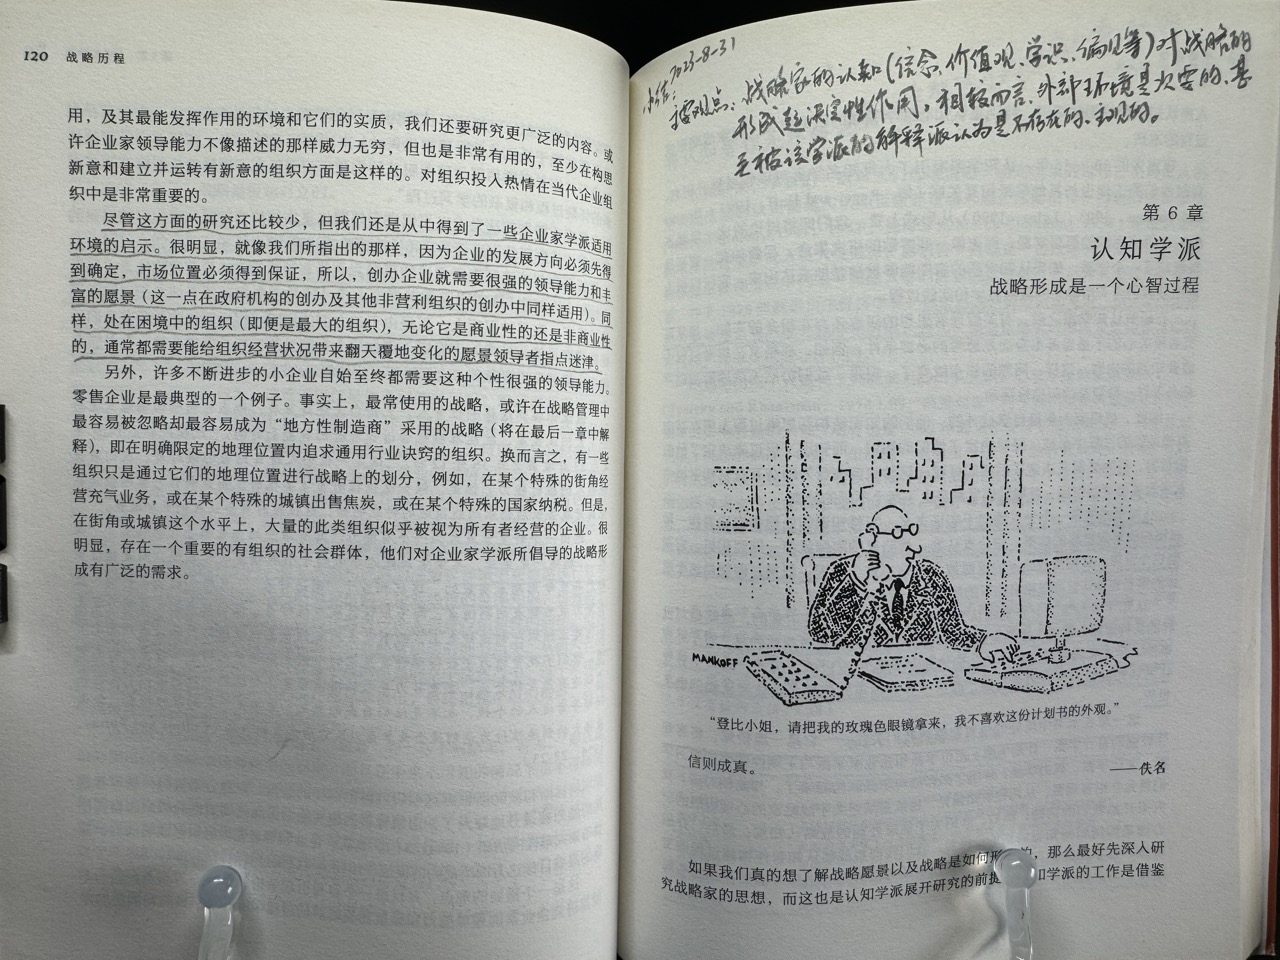 120 战略历程
用，及其最能发挥作用的环境和它们的实质，我们还要研究更广泛的内容。或
许企业家领导能力不像描述的那样威力无穷，但也是非常有用的，至少在构思
新意和建立并运转有新意的组织方面是这样的。对组织投入热情在当代企业组
织中是非常重要的。
尽管这方面的研究还比较少，但我们还是从中得到了一些企业家学派适用
环境的启示。很明显，就像我们所指出的那样，因为企业的发展方向必须先得
到确定，市场位置必须得到保证，所以，创办企业就需要很强的领导能力和丰
富的愿景（这一点在政府机构的创办及其他非营利组织的创办中同样适用）。同
样，处在困境中的组织（即便是最大的组织），无论它是商业性的还是非商业性
的，通常都需要能给组织经营状况带来翻天覆地变化的愿景领导者指点迷津。
另外，许多不断进步的小企业自始至终都需要这种个性很强的领导能力。
零售企业是最典型的一个例子。事实上，最常使用的战略，或许在战略管理中
最容易被忽略却最容易成为“地方性制造商”采用的战略（将在最后一章中解
释），即在明确限定的地理位置内追求通用行业诀窍的组织。换而言之，有一些
组织只是通过它们的地理位置进行战略上的划分，例如，在某个特殊的街角经
营充气业务，或在某个特殊的城镇出售焦炭，或在某个特殊的国家纳税。但是，
在街角或城镇这个水平上，大量的此类组织似乎被视为所有者经营的企业。很
明显，存在一个重要的有组织的社会群体，他们对企业家学派所倡导的战略形
成有广泛的需求。
小结：2023-8-31
主要观点：战略家的认知（信念、价值观、学识、偏见等）对战略的
形成起决定性作用。相较而言，外部环境是次要的，甚
至被该学派的解释派认为是不存在的、主观的。
第 6 章
认知学派
战略形成是一个心智过程
MANKOFF
“登比小姐，请把我的玫瑰色眼镜拿来，我不喜欢这份计划书的外观。”
信则成真。
——佚名
如果我们真的想了解战略愿景以及战略是如何形 的，那么最好先深入研
究战略家的思想，而这也是认知学派展开研究的前提 知学派的工作是借鉴